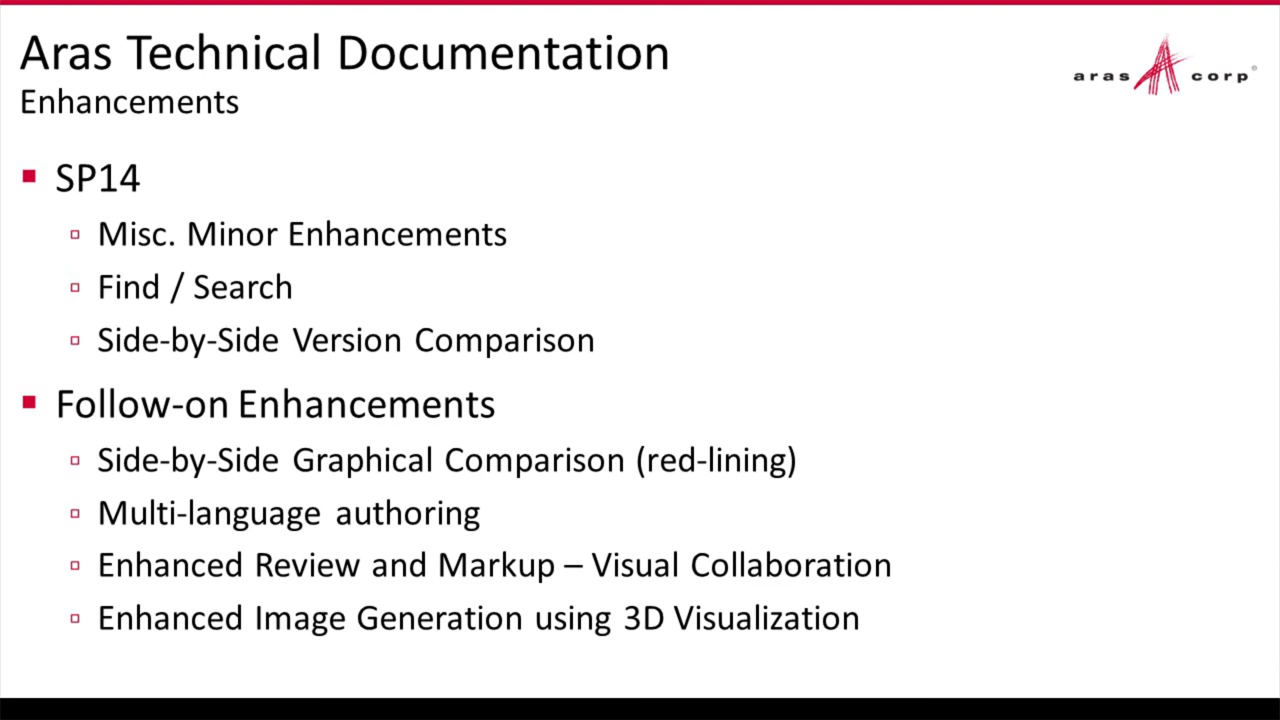 Aras Technical Documentation
Enhancements
aras corp®
SP14
Misc. Minor Enhancements
Find / Search
Side-by-Side Version Comparison
Follow-on Enhancements
Side-by-Side Graphical Comparison (red-lining)
Multi-language authoring
Enhanced Review and Markup – Visual Collaboration
Enhanced Image Generation using 3D Visualization